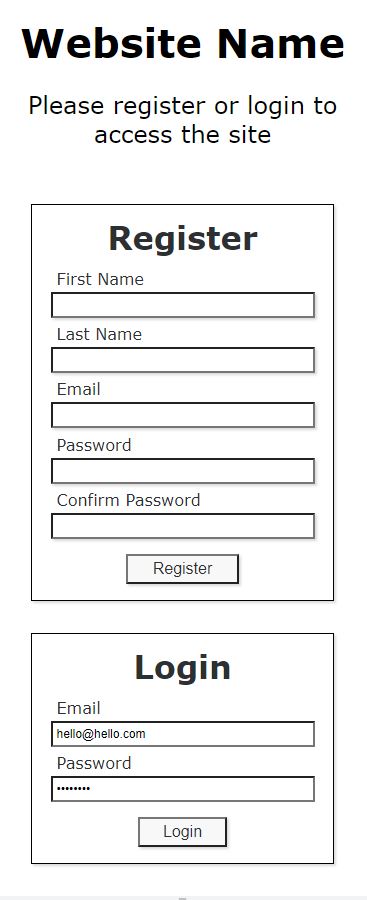 Website Name
Please register or login to
access the site
Register
First Name
Last Name
Email
Password
Confirm Password
Register
Login
Email
hello@hello.com
Password
••••••••
Login